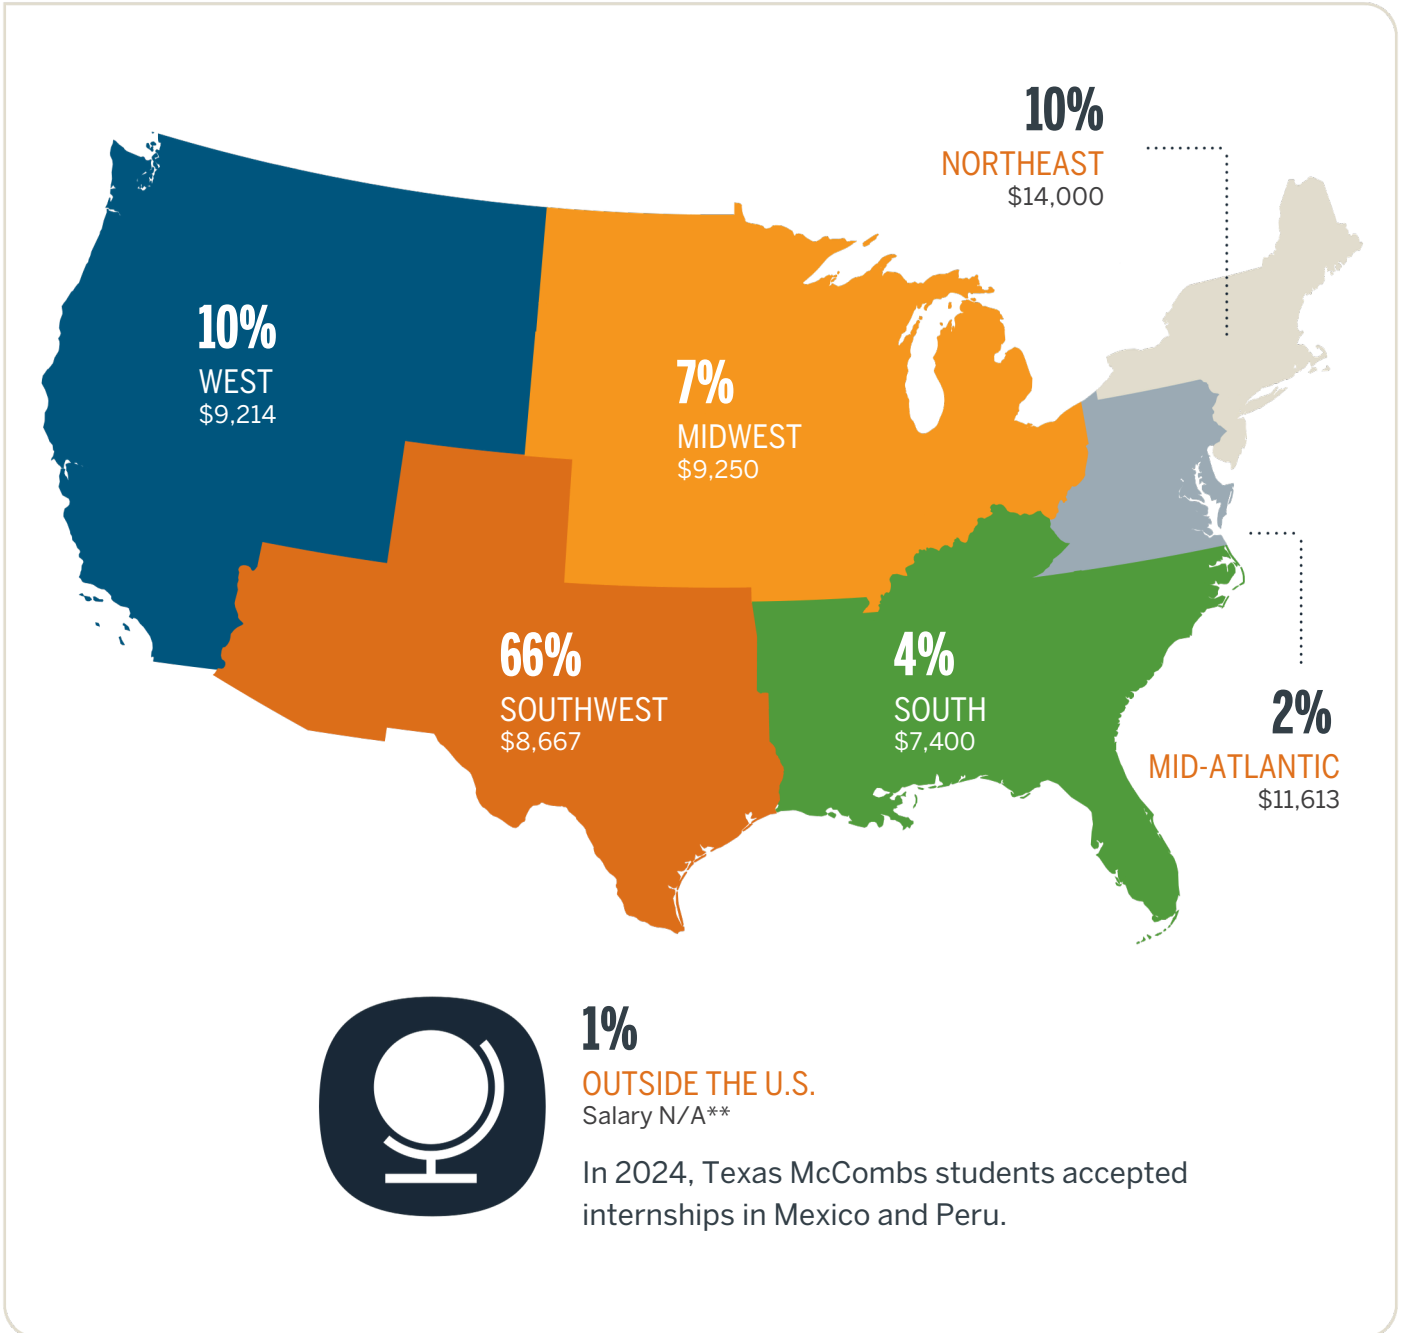 10%
NORTHEAST
$14,000
10%
WEST
$9,214
7%
MIDWEST
$9,250
66%
SOUTHWEST
$8,667
4%
SOUTH
$7,400
2%
MID-ATLANTIC
$11,613
1%
OUTSIDE THE U.S.
Salary N/A**
In 2024, Texas McCombs students accepted
internships in Mexico and Peru.